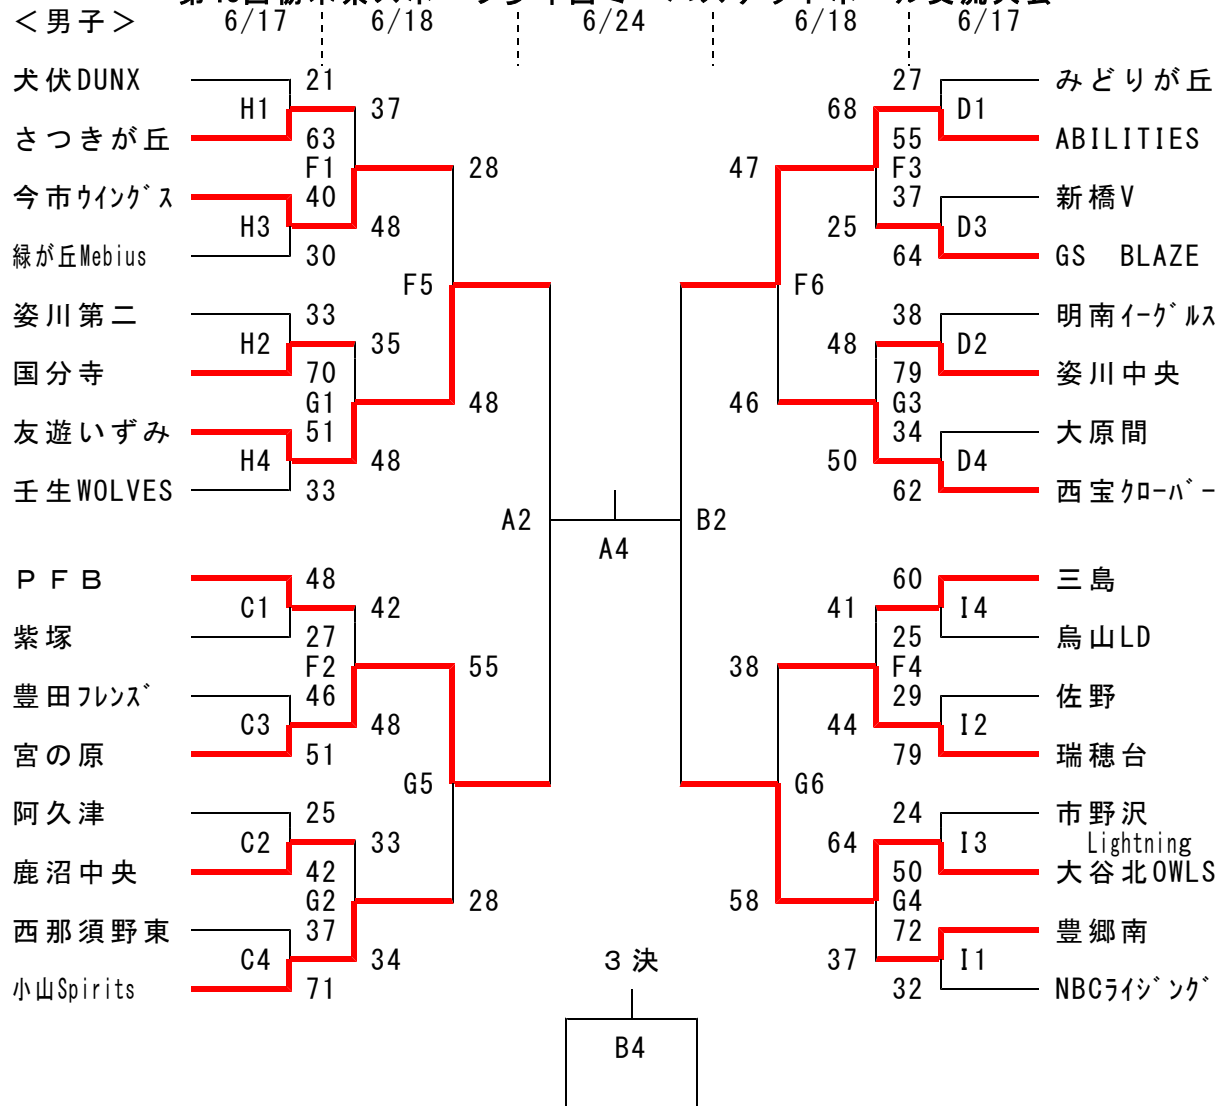 ＜男子＞ 6/17 6/18 6/24 6/18 6/17
犬伏DUNX 21 27 みどりが丘
H1 37 68 D1
さつきが丘 63 55 ABILITIES
F1 28 47 F3
今市ｳｲﾝｸﾞｽ 40 37 新橋V
H3 48 25 D3
緑が丘Mebius 30 64 GS BLAZE
F5 F6
姿川第二 33 38 明南ｲｰｸﾞﾙｽ
H2 35 48 D2
国分寺 70 79 姿川中央
G1 48 46 G3
友遊いずみ 51 34 大原間
H4 48 50 D4
壬生WOLVES 33 62 西宝ｸﾛｰﾊﾞｰ
A2 B2
A4
ＰＦＢ 48 60 三島
C1 42 41 I4
紫塚 27 25 烏山LD
F2 55 38 F4
豊田ﾌﾚﾝｽﾞ 46 29 佐野
C3 48 44 I2
宮の原 51 79 瑞穂台
G5 G6
阿久津 25 24 市野沢
C2 33 64 I3 Lightning
鹿沼中央 42 50 大谷北OWLS
G2 28 58 G4
西那須野東 37 72 豊郷南
C4 34 3決 37 I1
小山Spirits 71 32 NBCﾗｲｼﾞﾝｸﾞ
B4